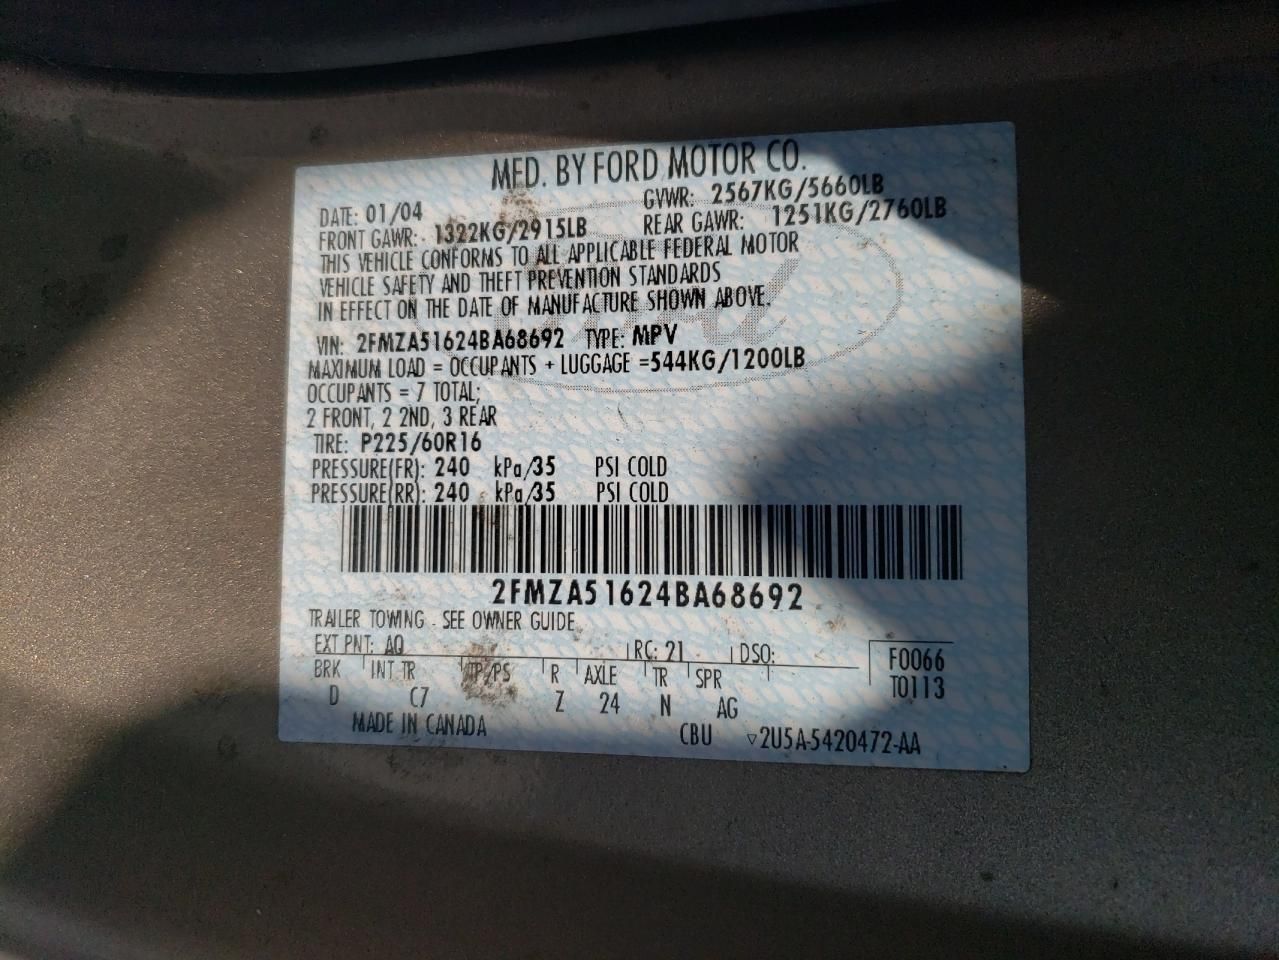 MFD. BY FORD MOTOR CO.
DATE: 01/04 GVWR: 2567KG/5660LB
FRONT GAWR: 1322KG/2915LB REAR GAWR: 1251KG/2760LB
THIS VEHICLE CONFORMS TO ALL APPLICABLE FEDERAL MOTOR
VEHICLE SAFETY AND THEFT PREVENTION STANDARDS
IN EFFECT ON THE DATE OF MANUFACTURE SHOWN ABOVE.
VIN: 2FMZA51624BA68692 TYPE: MPV
MAXIMUM LOAD = OCCUPANTS + LUGGAGE =544KG/1200LB
OCCUPANTS = 7 TOTAL;
2 FRONT, 2 2ND, 3 REAR
TIRE: P225/60R16
PRESSURE(FR): 240 kPa/35 PSI COLD
PRESSURE(RR): 240 kPa/35 PSI COLD
2FMZA51624BA68692
TRAILER TOWING - SEE OWNER GUIDE
EXT PNT: AQ RC: 21 DSO: F0066
BRK INT TR TP/PS R AXLE TR SPR T0113
D C7 Z 24 N AG
MADE IN CANADA CBU ▽2U5A-5420472-AA